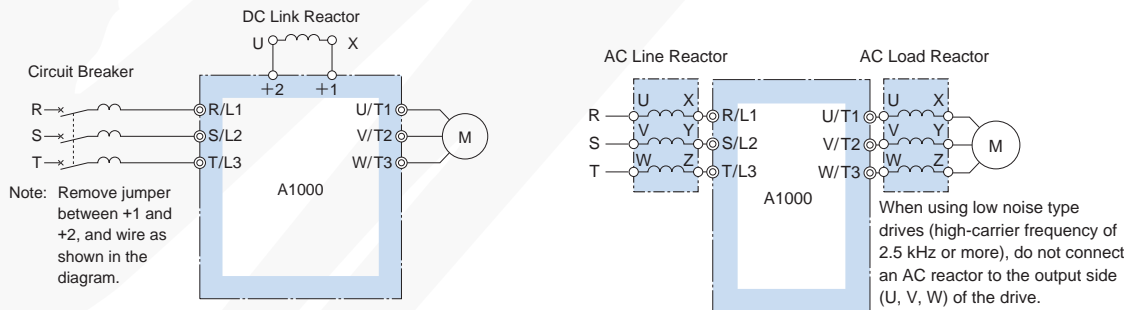 DC Link Reactor
U X
+2 +1
Circuit Breaker
R R/L1 U/T1
S S/L2 V/T2 M
T T/L3 W/T3
A1000
Note: Remove jumper
between +1 and
+2, and wire as
shown in the
diagram.
AC Line Reactor AC Load Reactor
U X U X
R R/L1 U/T1
V Y V Y
S S/L2 V/T2 M
W Z W Z
T T/L3 W/T3
A1000
When using low noise type
drives (high-carrier frequency of
2.5 kHz or more), do not connect
an AC reactor to the output side
(U, V, W) of the drive.